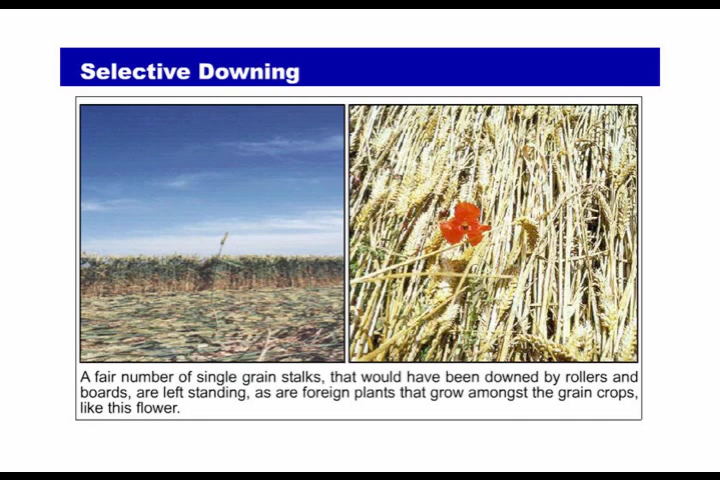 Selective Downing
A fair number of single grain stalks, that would have been downed by rollers and
boards, are left standing, as are foreign plants that grow amongst the grain crops,
like this flower.